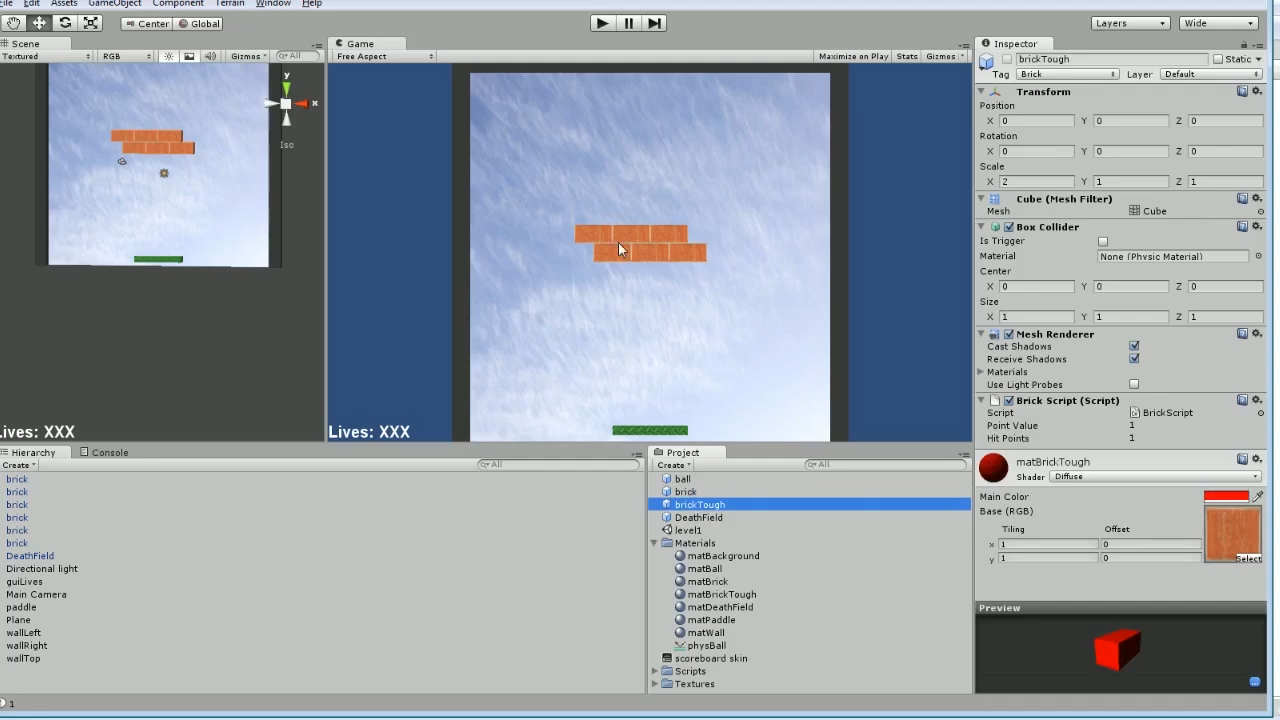 File Edit Assets GameObject Component Terrain Window Help
Center Global Layers Wide
Scene Game Inspector
Textured RGB Gizmos All Free Aspect Maximize on Play Stats Gizmos
brickTough Static
Tag Brick Layer Default
Transform
Position
X 0 Y 0 Z 0
Rotation
X 0 Y 0 Z 0
Scale
X 2 Y 1 Z 1
Cube (Mesh Filter)
Mesh Cube
Box Collider
Is Trigger
Material None (Physic Material)
Center
X 0 Y 0 Z 0
Size
X 1 Y 1 Z 1
Mesh Renderer
Cast Shadows
Receive Shadows
Materials
Use Light Probes
Brick Script (Script)
Script BrickScript
Point Value 1
Hit Points 1
matBrickTough
Shader Diffuse
Main Color
Base (RGB)
Tiling Offset
x 1 0
y 1 0
Select
Preview
y
x
Iso
Lives: XXX
Lives: XXX
Hierarchy Console
Create All
brick
brick
brick
brick
brick
brick
DeathField
Directional light
guiLives
Main Camera
paddle
Plane
wallLeft
wallRight
wallTop
Project
Create All
ball
brick
brickTough
DeathField
level1
Materials
matBackground
matBall
matBrick
matBrickTough
matDeathField
matPaddle
matWall
physBall
scoreboard skin
Scripts
Textures
1